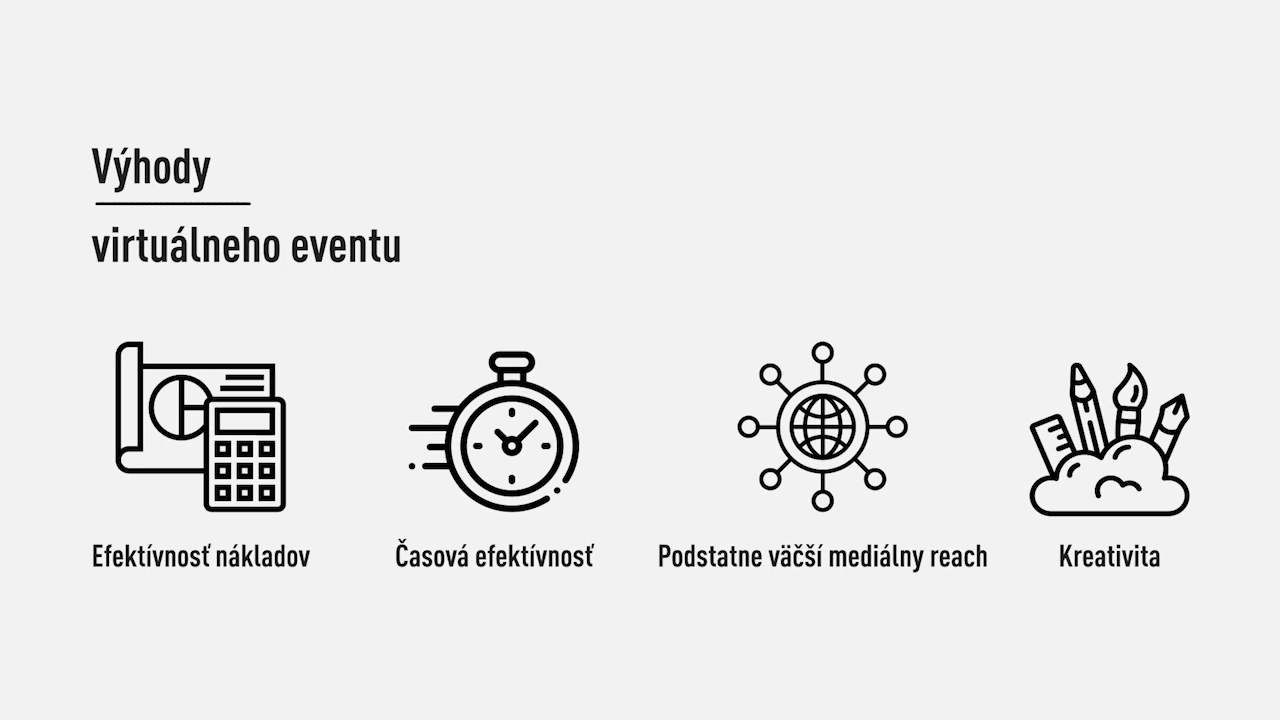 Výhody
virtuálneho eventu
Efektívnosť nákladov
Časová efektívnosť
Podstatne väčší mediálny reach
Kreativita